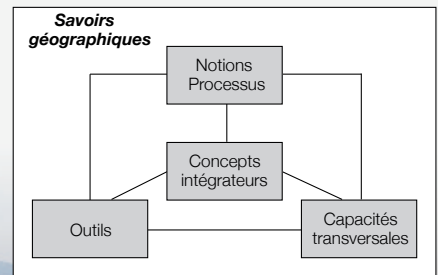 Savoirs
géographiques
Notions
Processus
Concepts
intégrateurs
Outils
Capacités
transversales